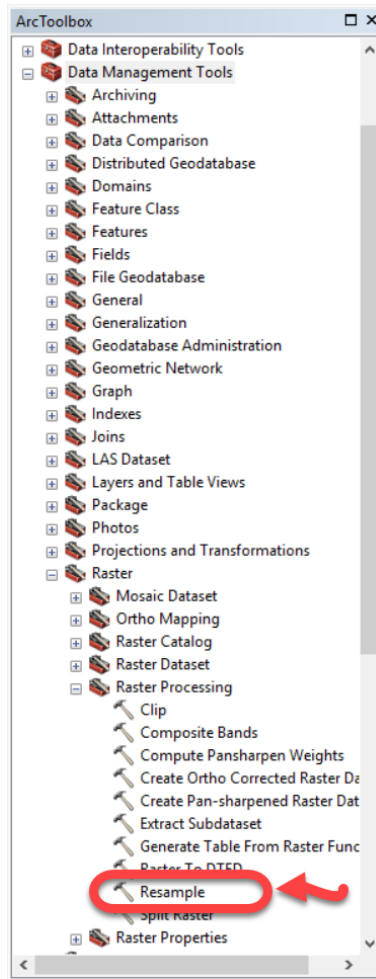 ArcToolbox
Data Interoperability Tools
Data Management Tools
Archiving
Attachments
Data Comparison
Distributed Geodatabase
Domains
Feature Class
Features
Fields
File Geodatabase
General
Generalization
Geodatabase Administration
Geometric Network
Graph
Indexes
Joins
LAS Dataset
Layers and Table Views
Package
Photos
Projections and Transformations
Raster
Mosaic Dataset
Ortho Mapping
Raster Catalog
Raster Dataset
Raster Processing
Clip
Composite Bands
Compute Pansharpen Weights
Create Ortho Corrected Raster Da
Create Pan-sharpened Raster Dat
Extract Subdataset
Generate Table From Raster Func
Raster To DTED
Resample
Split Raster
Raster Properties